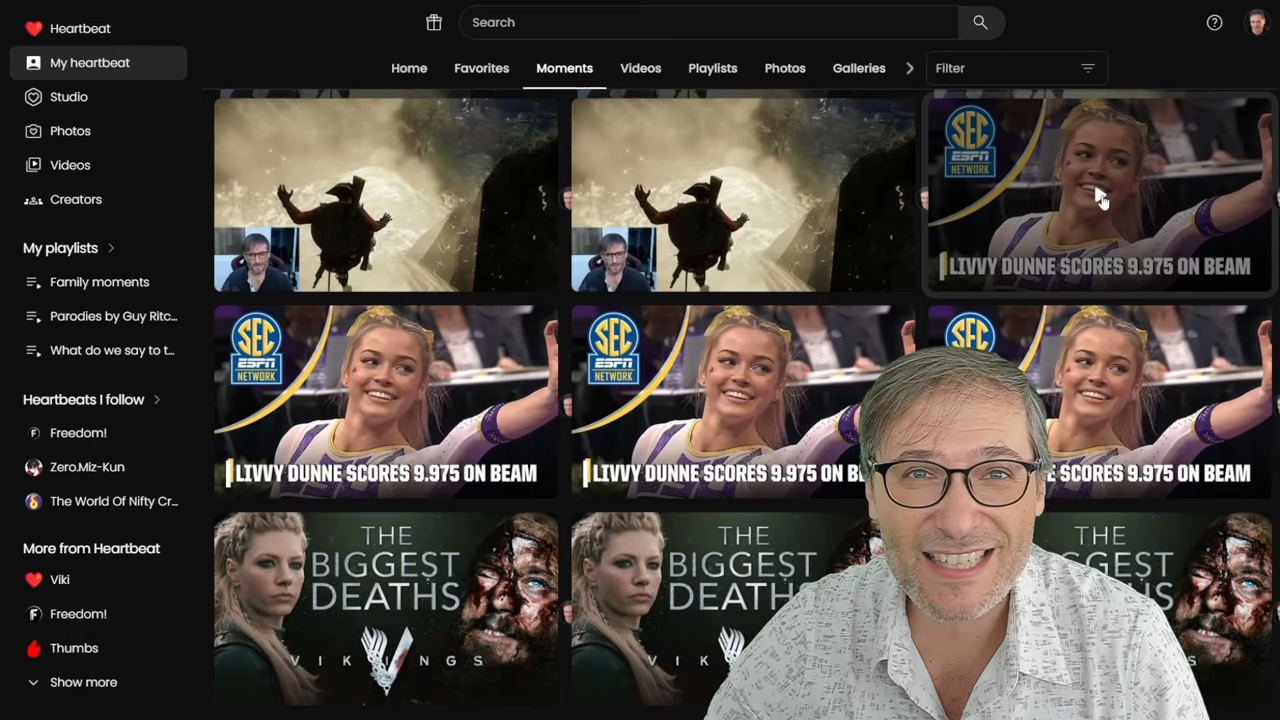 Heartbeat
Search
My heartbeat
Home
Favorites
Moments
Videos
Playlists
Photos
Galleries
Filter
Studio
Photos
Videos
Creators
My playlists
Family moments
Parodies by Guy Ritc...
What do we say to t...
Heartbeats I follow
Freedom!
Zero.Miz-Kun
The World Of Nifty Cr...
More from Heartbeat
Viki
Freedom!
Thumbs
Show more
SEC
ESPN
NETWORK
LIVVY DUNNE SCORES 9.975 ON BEAM
SEC
ESPN
NETWORK
LIVVY DUNNE SCORES 9.975 ON BEAM
SEC
ESPN
NETWORK
LIVVY DUNNE SCORES 9.975 ON B
SEC
ESPN
SCORES 9.975 ON BEAM
THE
BIGGEST
DEATHS
VIKINGS
THE
BIGGEST
DEATHS
VIK